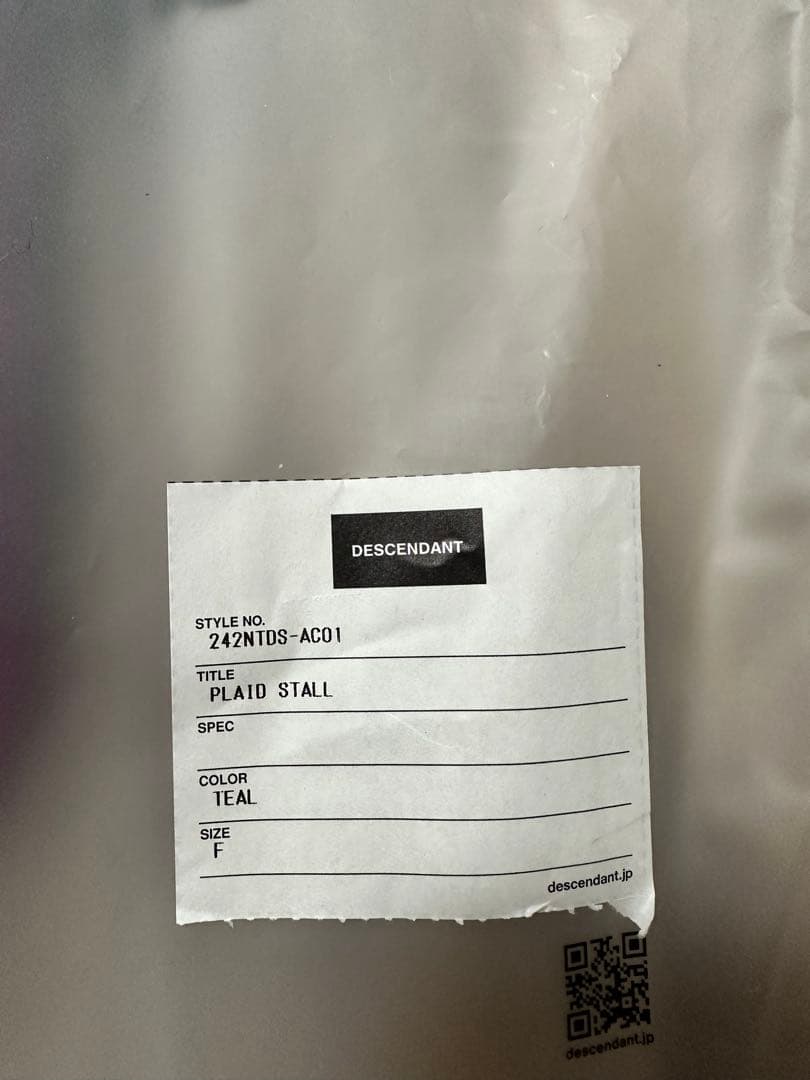 DESCENDANT
STYLE NO.
242NTDS-AC01
TITLE
PLAID STALL
SPEC
COLOR
TEAL
SIZE
F
descendant.jp
descendant.jp